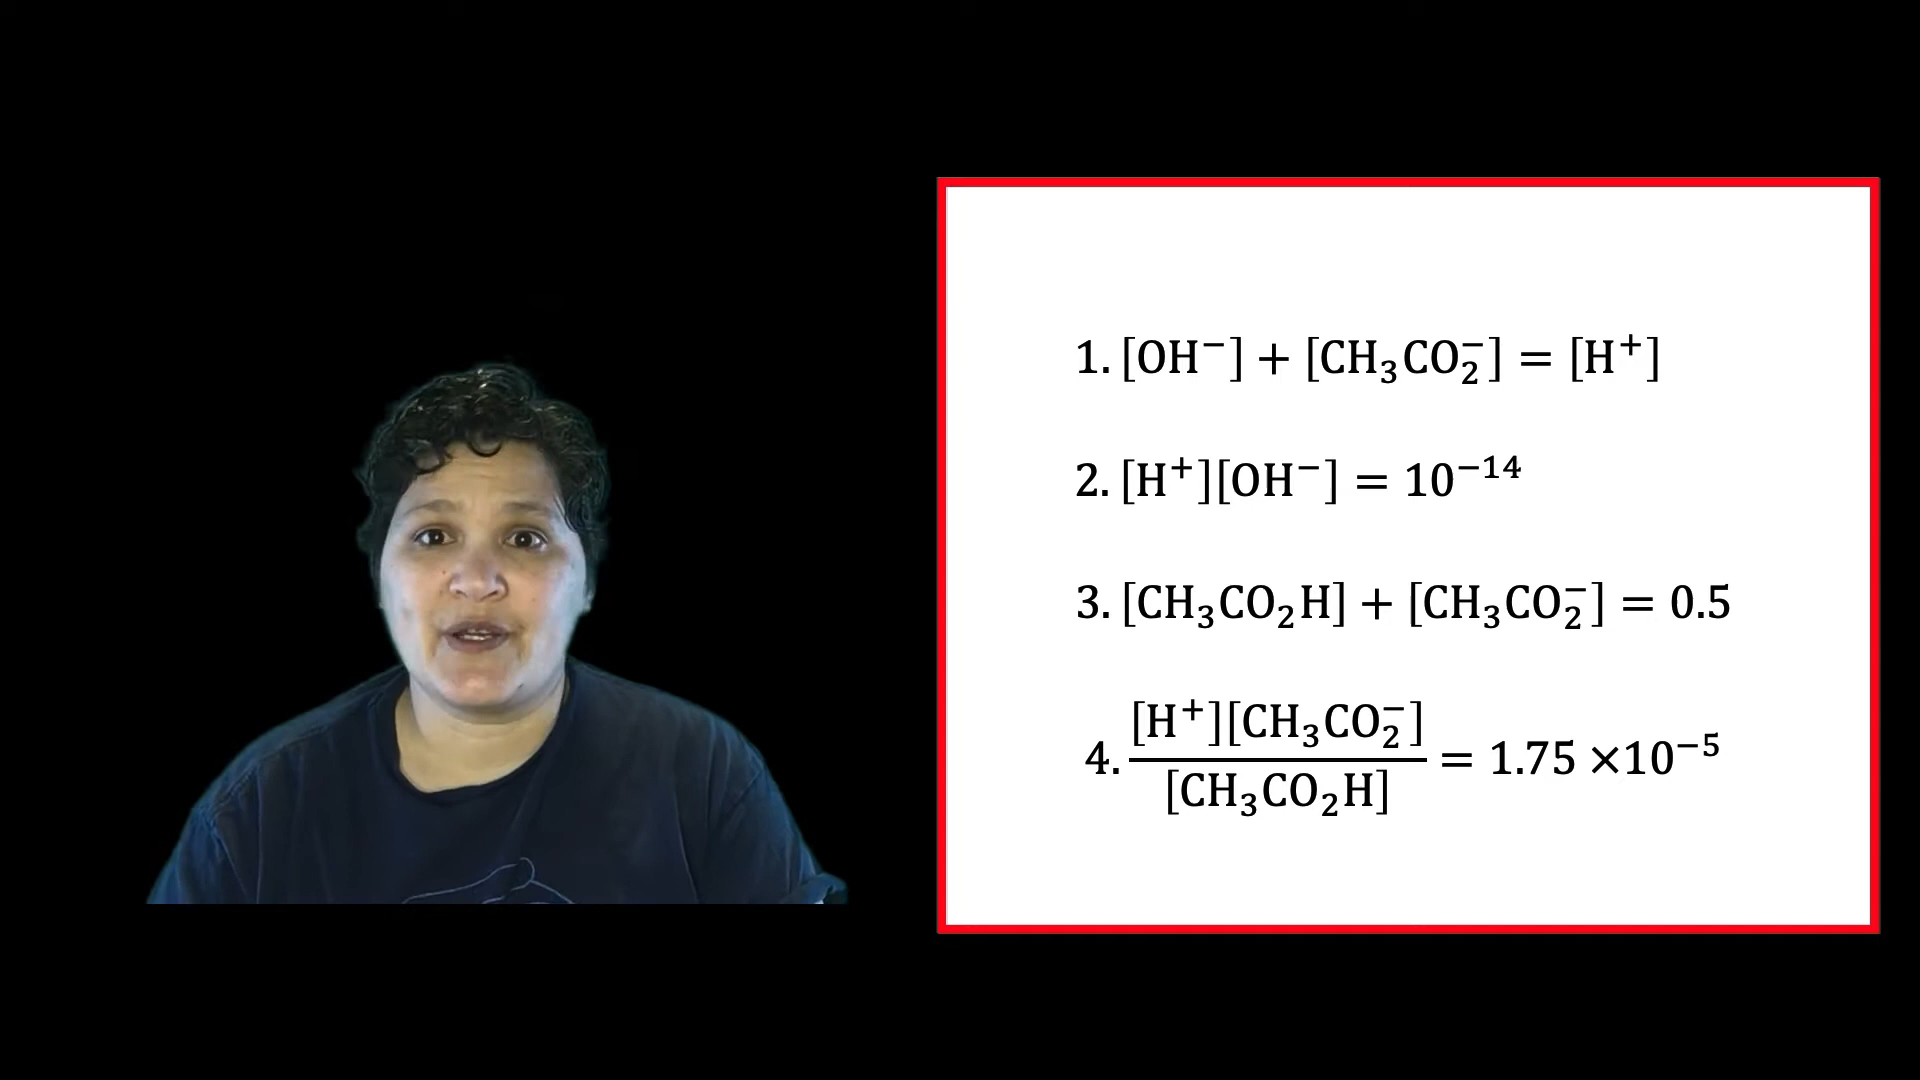 1. [OH⁻] + [CH₃CO₂⁻] = [H⁺]
2. [H⁺][OH⁻] = 10⁻¹⁴
3. [CH₃CO₂H] + [CH₃CO₂⁻] = 0.5
4. [H⁺][CH₃CO₂⁻] / [CH₃CO₂H] = 1.75 ×10⁻⁵